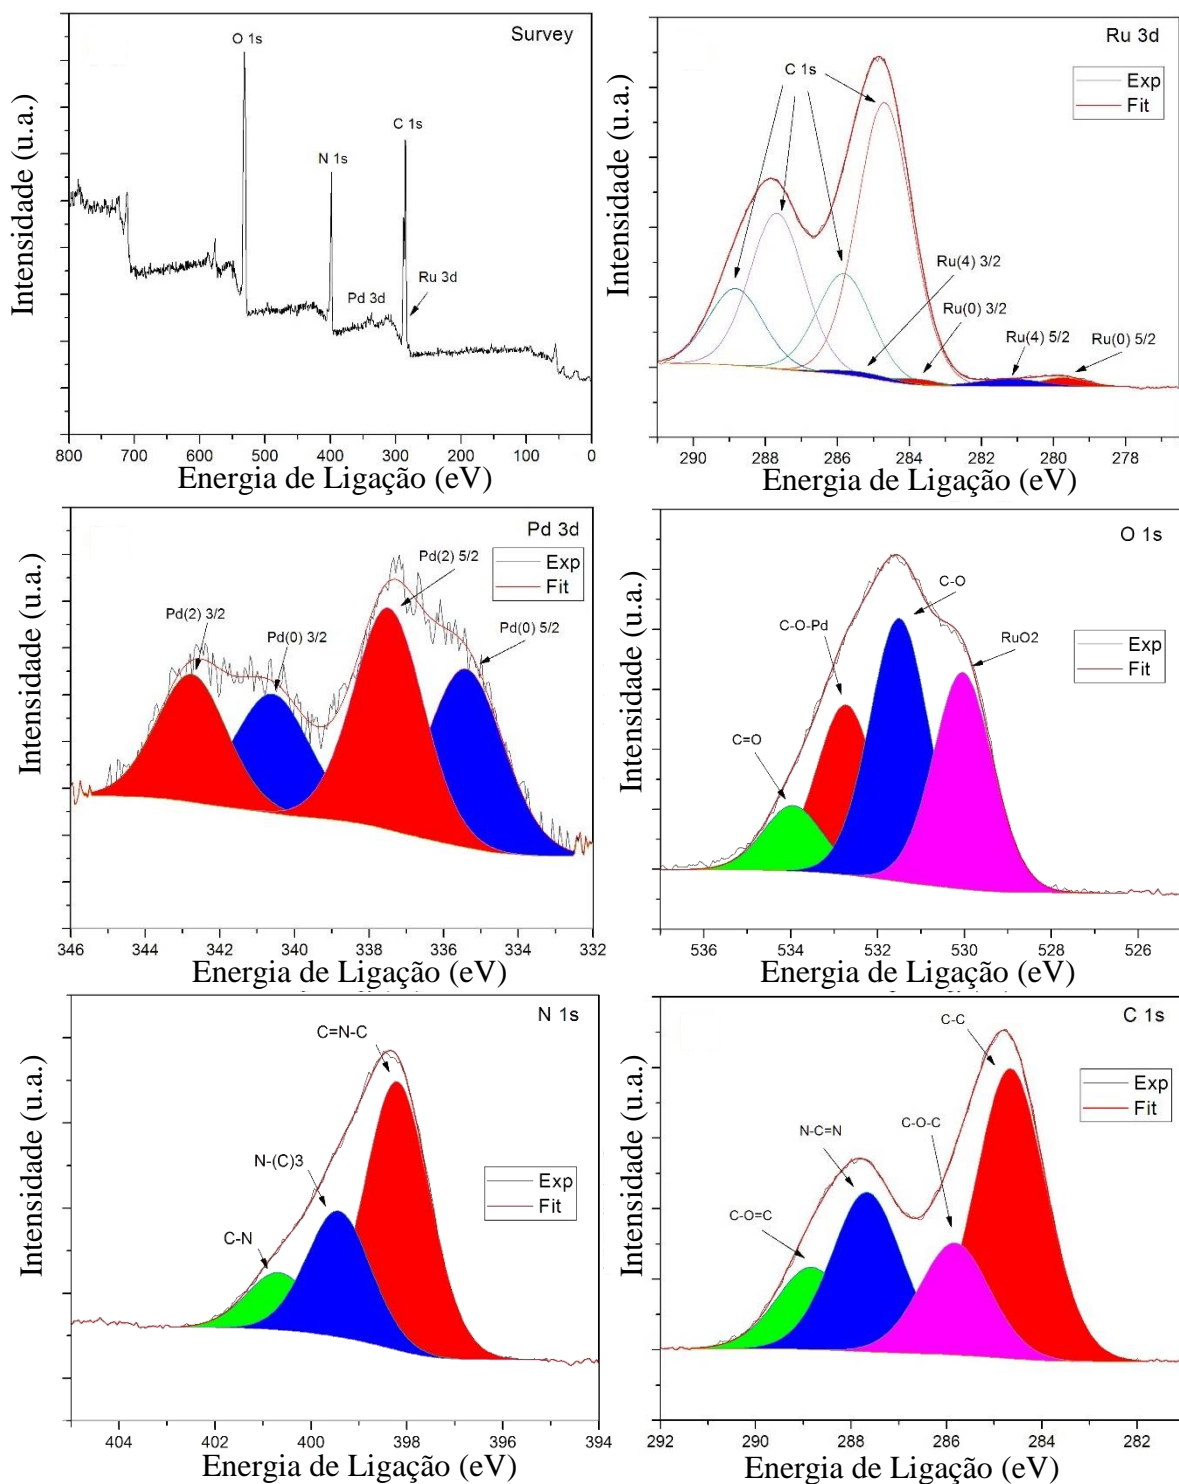 Survey
O 1s
C 1s
N 1s
Ru 3d
Pd 3d
Intensidade (u.a.)
800 700 600 500 400 300 200 100 0
Energia de Ligação (eV)
Ru 3d
C 1s
Exp
Fit
Ru(4) 3/2
Ru(0) 3/2
Ru(4) 5/2
Ru(0) 5/2
Intensidade (u.a.)
290 288 286 284 282 280 278
Energia de Ligação (eV)
Pd 3d
Pd(2) 5/2
Exp
Fit
Pd(2) 3/2
Pd(0) 3/2
Pd(0) 5/2
Intensidade (u.a.)
346 344 342 340 338 336 334 332
Energia de Ligação (eV)
O 1s
C-O
C-O-Pd
RuO2
Exp
Fit
C=O
Intensidade (u.a.)
536 534 532 530 528 526
Energia de Ligação (eV)
N 1s
C=N-C
N-(C)3
C-N
Exp
Fit
Intensidade (u.a.)
404 402 400 398 396 394
Energia de Ligação (eV)
C 1s
C-C
Exp
Fit
N-C=N
C-O-C
C-O=C
Intensidade (u.a.)
292 290 288 286 284 282
Energia de Ligação (eV)